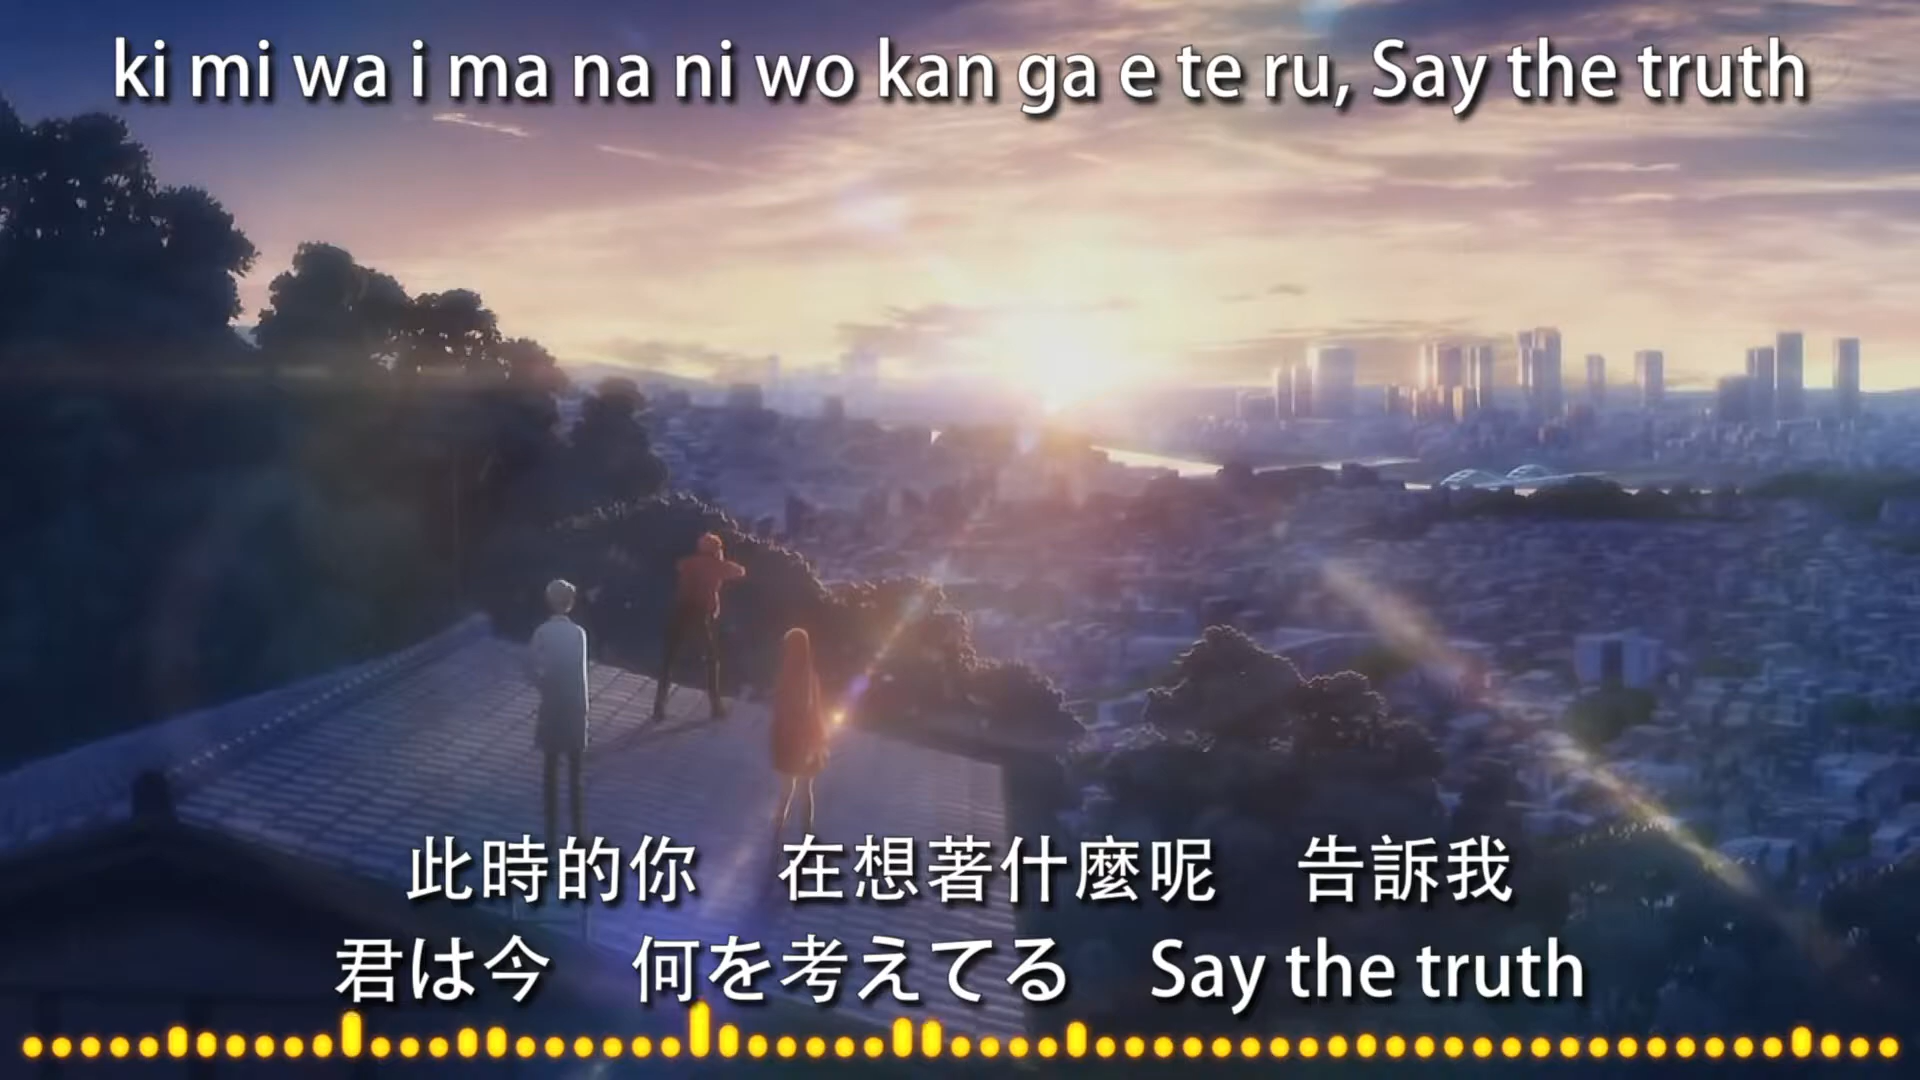 ki mi wa i ma na ni wo kan ga e te ru, Say the truth
此時的你　在想著什麼呢　告訴我
君は今　何を考えてる　Say the truth